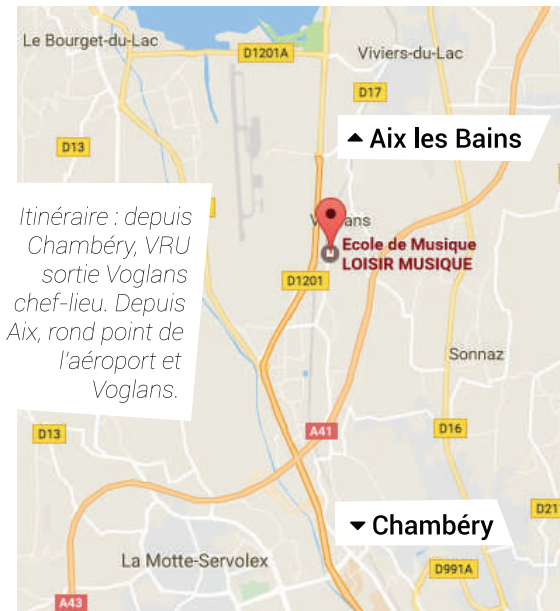 Le Bourget-du-Lac
D1201A
Viviers-du-Lac
D17
D13
▲ Aix les Bains
Itinéraire : depuis
Chambéry, VRU
sortie Voglans
chef-lieu. Depuis
Aix, rond point de
l'aéroport et
Voglans.
Ecole de Musique
LOISIR MUSIQUE
D1201
Sonnaz
D13
A41
D16
▼ Chambéry
La Motte-Servolex
D991A
A43